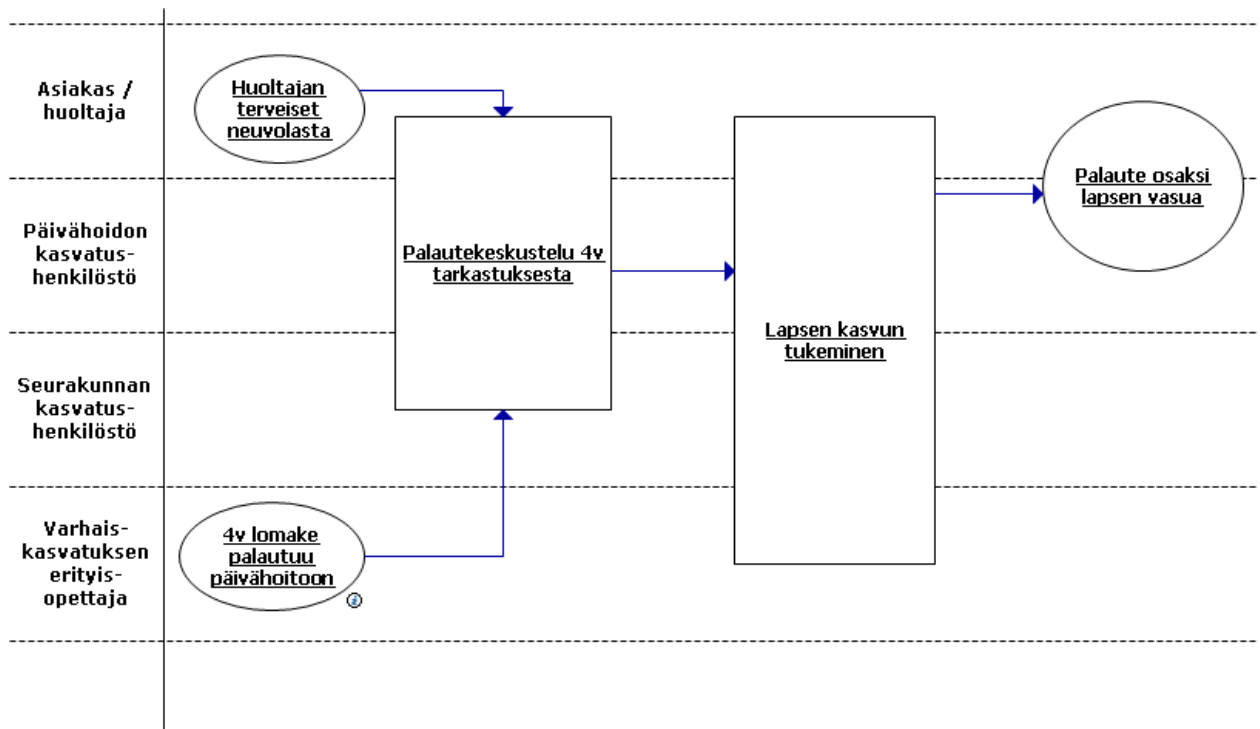 Asiakas /
huoltaja
Huoltajan
terveiset
neuvolasta
Palaute osaksi
lapsen vasua
Päivähoidon
kasvatus-
henkilöstö
Palautekeskustelu 4v
tarkastuksesta
Lapsen kasvun
tukeminen
Seurakunnan
kasvatus-
henkilöstö
Varhais-
kasvatuksen
erityis-
opettaja
4v lomake
palautuu
päivähoitoon
i